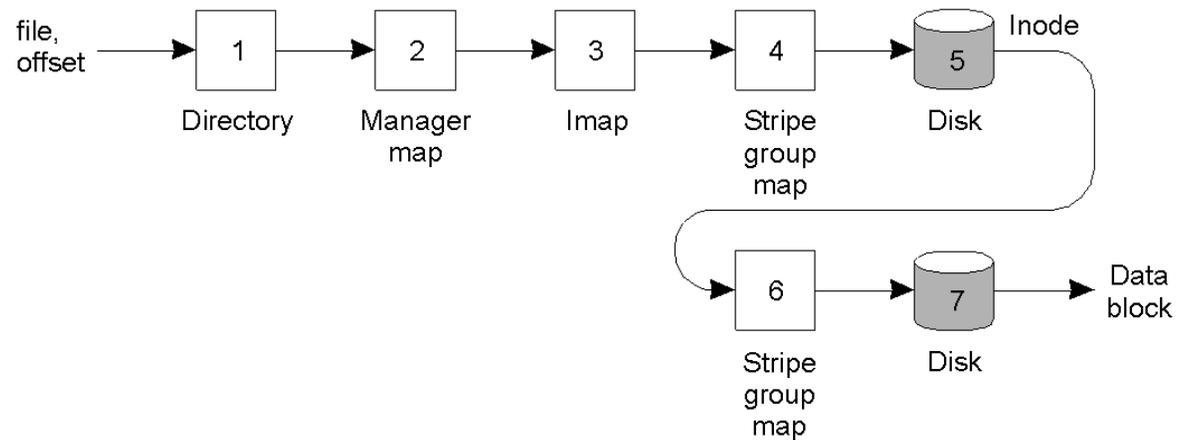 file,
offset
1
2
3
4
5
Inode
Directory
Manager
map
Imap
Stripe
group
map
Disk
6
7
Data
block
Stripe
group
map
Disk